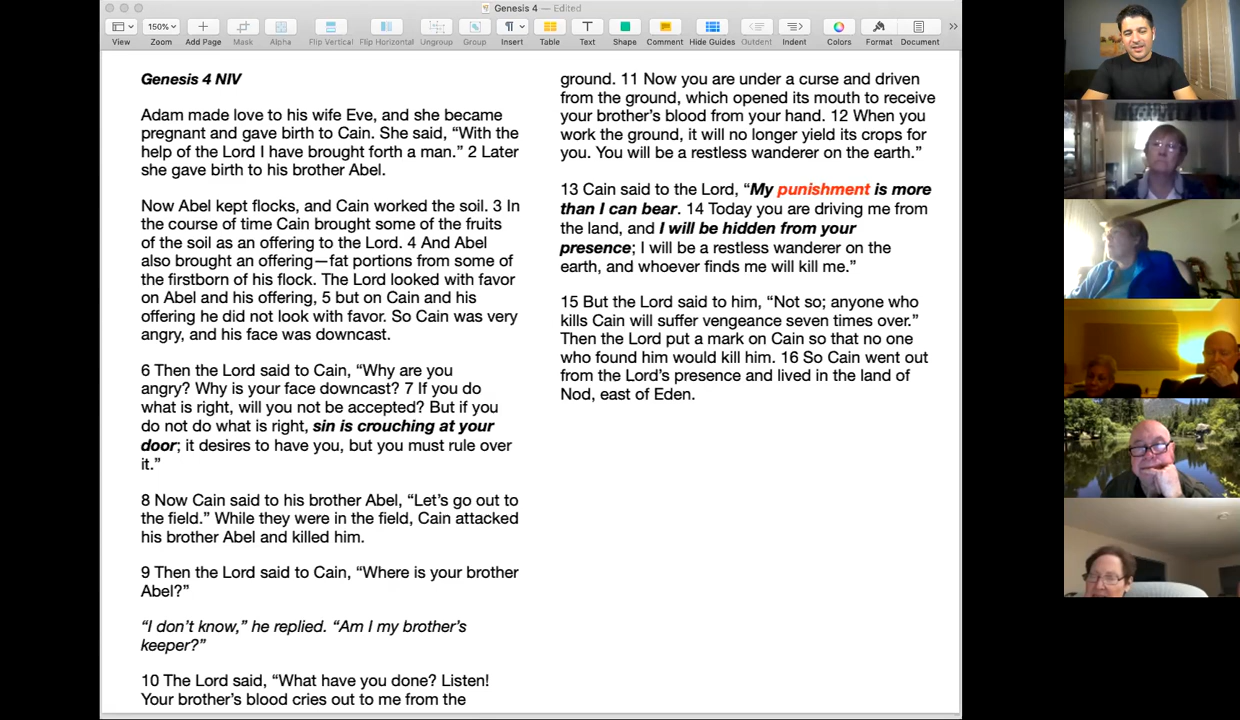 Genesis 4 — Edited
150%
View
Zoom
Add Page
Mask
Alpha
Flip Vertical
Flip Horizontal
Ungroup
Group
Insert
Table
Text
Shape
Comment
Hide Guides
Outdent
Indent
Colors
Format
Document
Genesis 4 NIV
Adam made love to his wife Eve, and she became
pregnant and gave birth to Cain. She said, “With the
help of the Lord I have brought forth a man.” 2 Later
she gave birth to his brother Abel.
Now Abel kept flocks, and Cain worked the soil. 3 In
the course of time Cain brought some of the fruits
of the soil as an offering to the Lord. 4 And Abel
also brought an offering—fat portions from some of
the firstborn of his flock. The Lord looked with favor
on Abel and his offering, 5 but on Cain and his
offering he did not look with favor. So Cain was very
angry, and his face was downcast.
6 Then the Lord said to Cain, “Why are you
angry? Why is your face downcast? 7 If you do
what is right, will you not be accepted? But if you
do not do what is right, sin is crouching at your
door; it desires to have you, but you must rule over
it.”
8 Now Cain said to his brother Abel, “Let’s go out to
the field.” While they were in the field, Cain attacked
his brother Abel and killed him.
9 Then the Lord said to Cain, “Where is your brother
Abel?”
“I don’t know,” he replied. “Am I my brother’s
keeper?”
10 The Lord said, “What have you done? Listen!
Your brother’s blood cries out to me from the
ground. 11 Now you are under a curse and driven
from the ground, which opened its mouth to receive
your brother’s blood from your hand. 12 When you
work the ground, it will no longer yield its crops for
you. You will be a restless wanderer on the earth.”
13 Cain said to the Lord, “My punishment is more
than I can bear. 14 Today you are driving me from
the land, and I will be hidden from your
presence; I will be a restless wanderer on the
earth, and whoever finds me will kill me.”
15 But the Lord said to him, “Not so; anyone who
kills Cain will suffer vengeance seven times over.”
Then the Lord put a mark on Cain so that no one
who found him would kill him. 16 So Cain went out
from the Lord’s presence and lived in the land of
Nod, east of Eden.